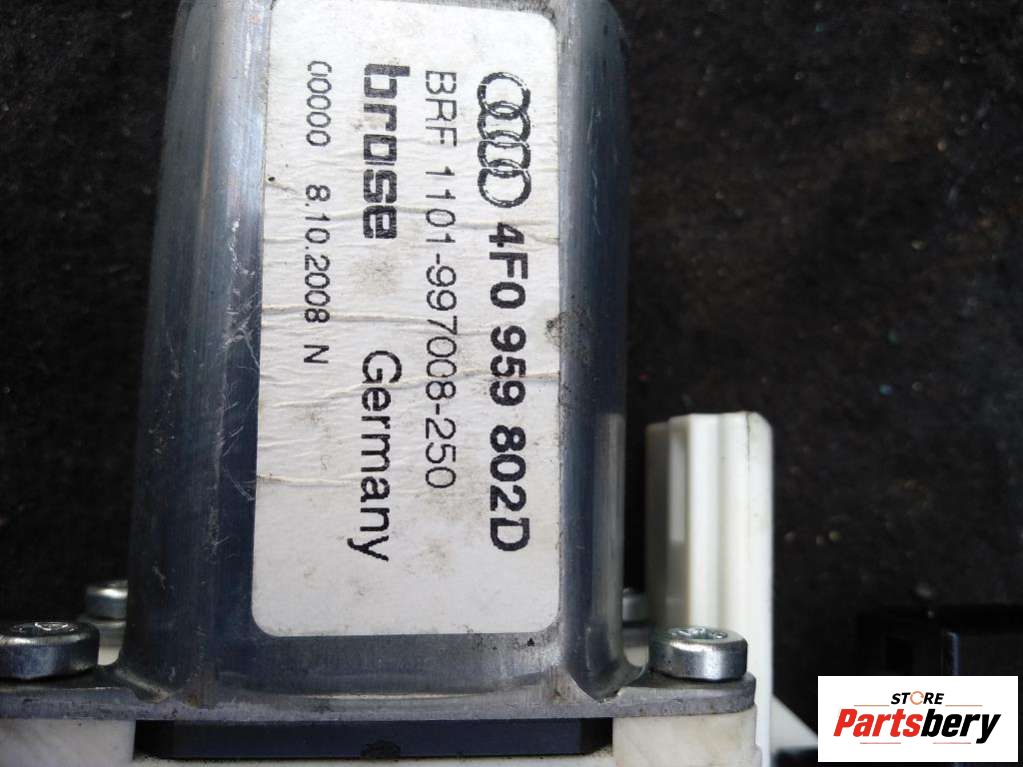 4F0 959 802D
BRF 1101-997008-250
brose Germany
00000 8.10.2008 N
STORE
Partsbery